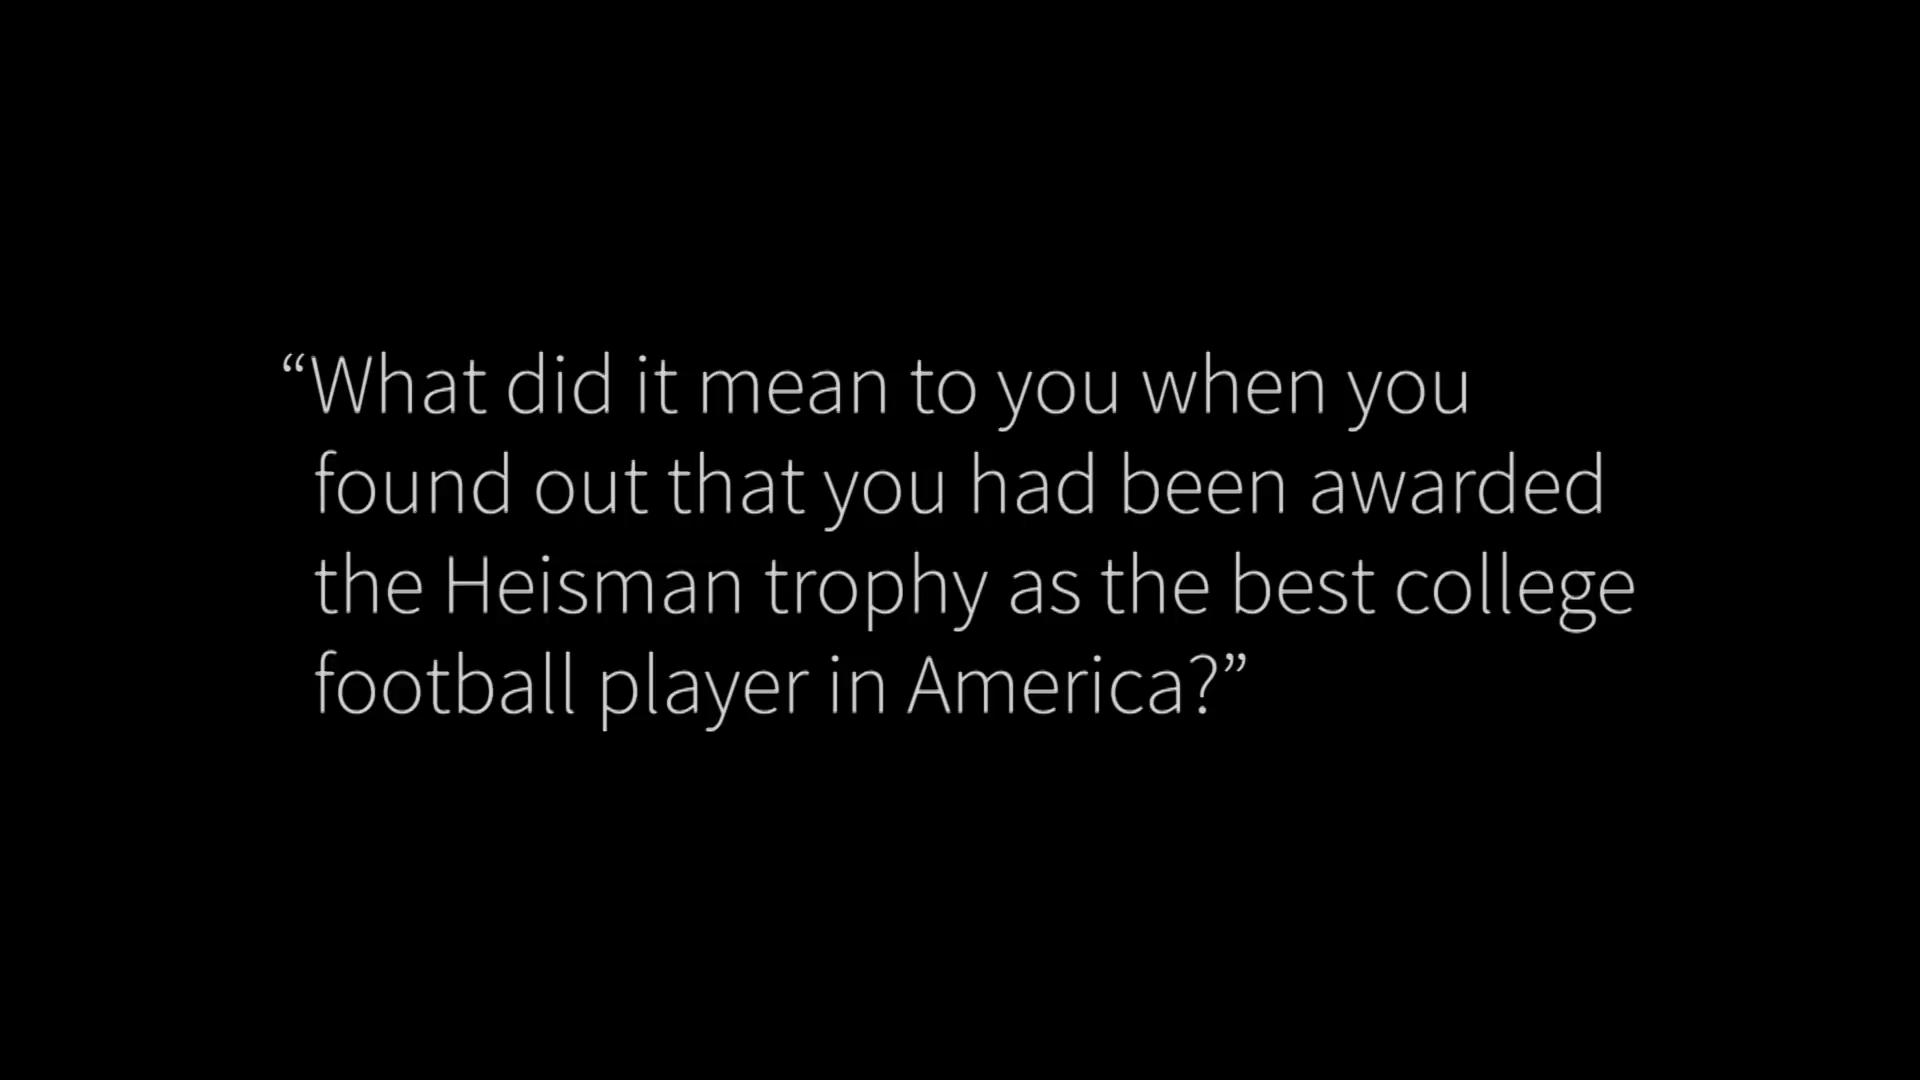 “What did it mean to you when you
found out that you had been awarded
the Heisman trophy as the best college
football player in America?”